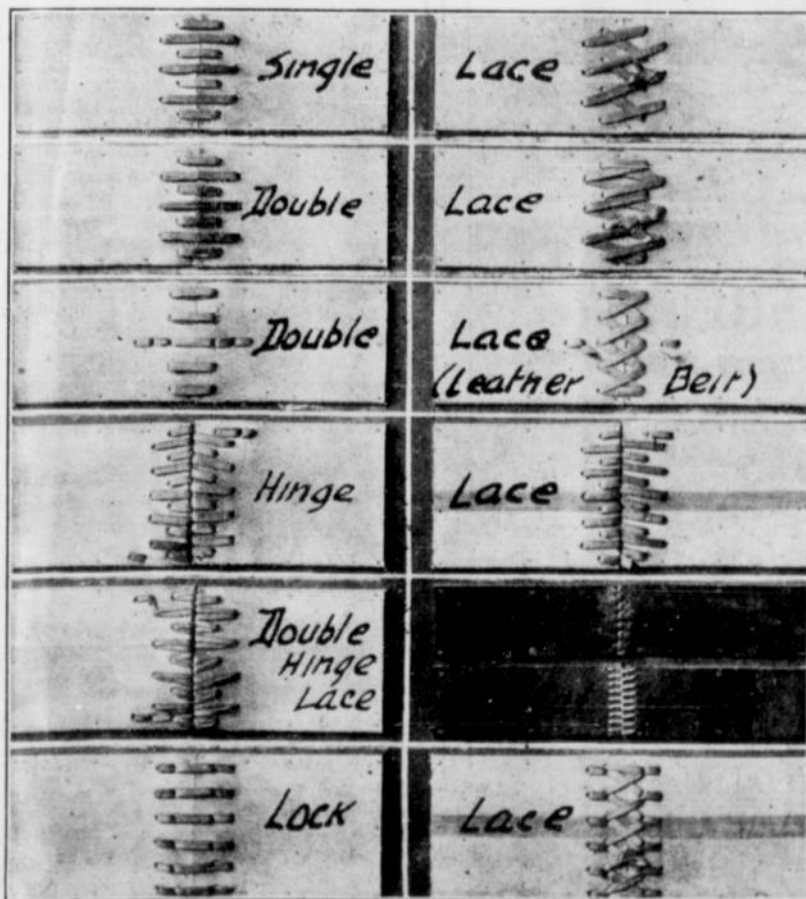 Single Lace
Double Lace
Double Lace
(Leather Belt)
Hinge Lace
Double
Hinge
Lace
Lock Lace